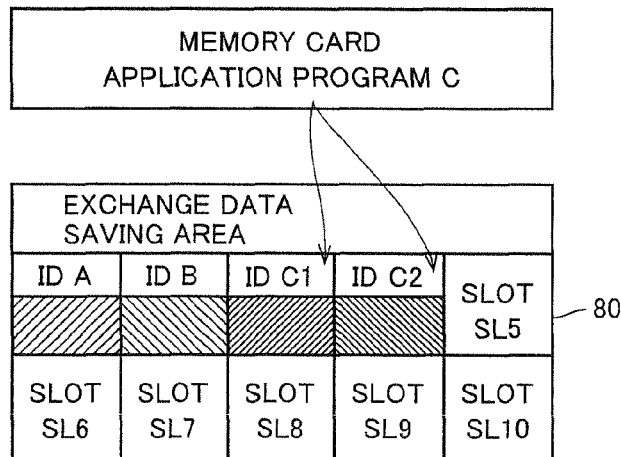 MEMORY CARD
APPLICATION PROGRAM C
EXCHANGE DATA
SAVING AREA
ID A
ID B
ID C1
ID C2
SLOT
SL5
80
SLOT
SL6
SLOT
SL7
SLOT
SL8
SLOT
SL9
SLOT
SL10